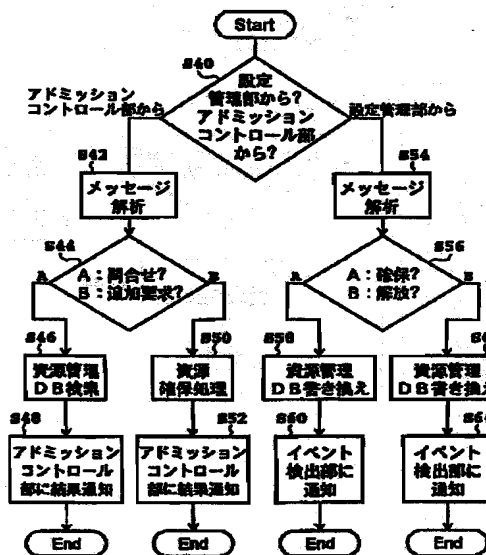 Start
S40
設定
管理部から?
アドミッション
コントロール部
から?
アドミッション
コントロール部から
設定管理部から
S42
メッセージ
解析
S54
メッセージ
解析
S44
A
A：問合せ?
B：追加要求?
B
S56
A
A：確保?
B：解放?
B
S46
資源管理
DB検索
S50
資源
確保処理
S58
資源管理
DB書き換え
資源管理
DB書き換え
S48
アドミッション
コントロール
部に結果通知
S52
アドミッション
コントロール
部に結果通知
S60
イベント
検出部に
通知
S64
イベント
検出部に
通知
End
End
End
End